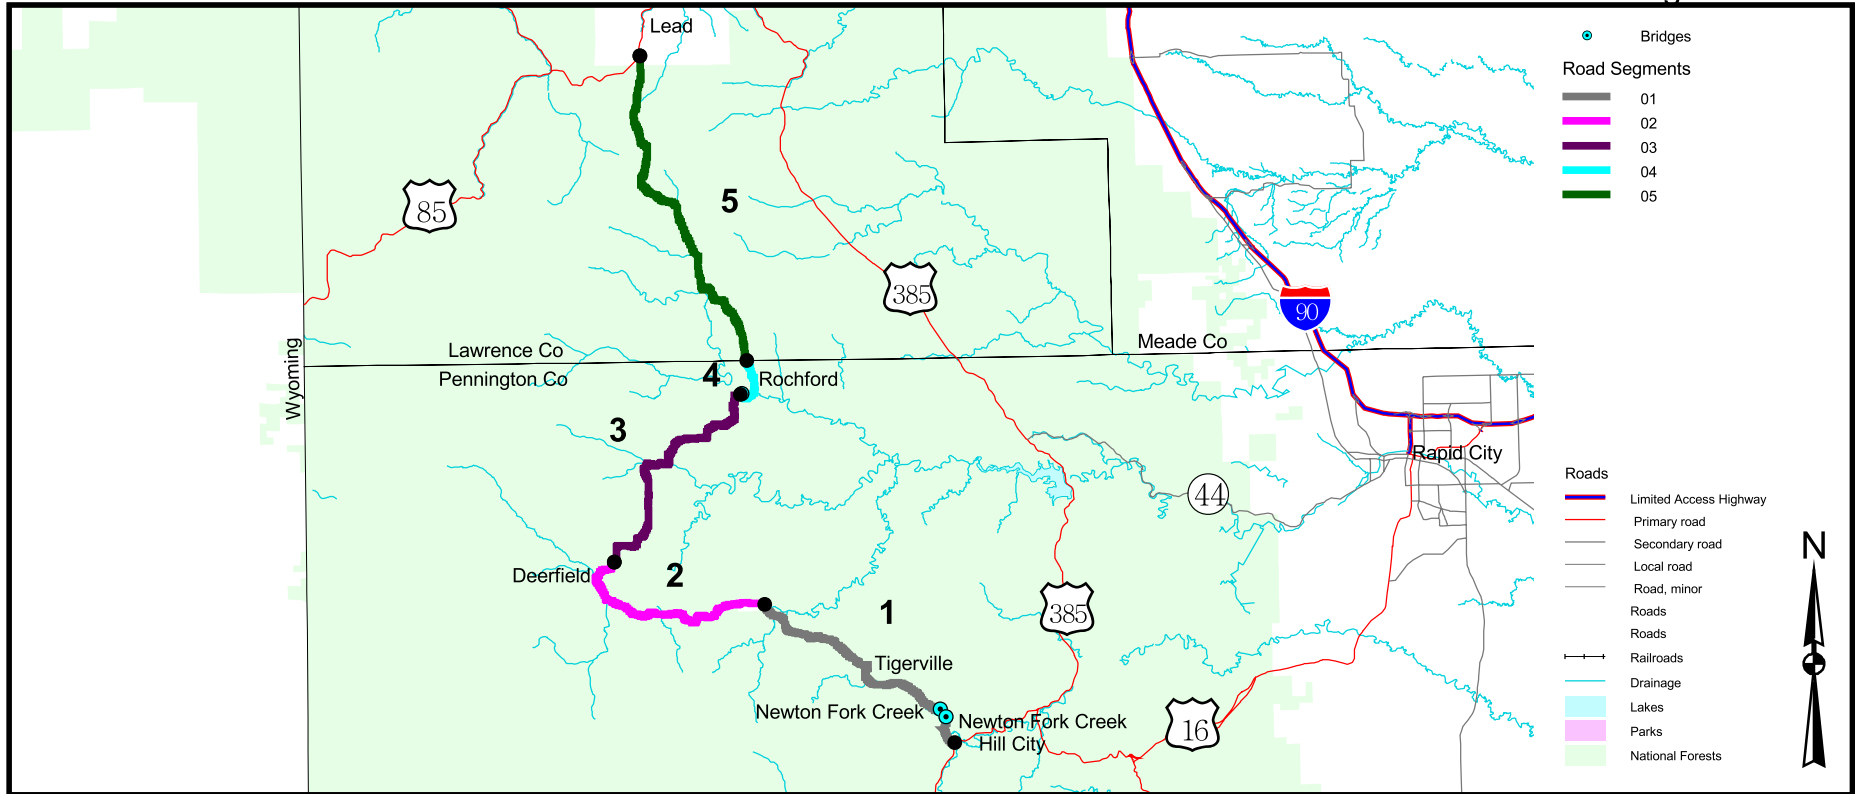 Lead
Bridges
Road Segments
01
02
03
04
05
5
85
385
90
Meade Co
Lawrence Co
Pennington Co
Wyoming
4
Rochford
3
Rapid City
44
Deerfield
2
1
385
Tigerville
Newton Fork Creek
Newton Fork Creek
Hill City
16
Roads
Limited Access Highway
Primary road
Secondary road
Local road
Road, minor
Roads
Roads
Railroads
Drainage
Lakes
Parks
National Forests
N